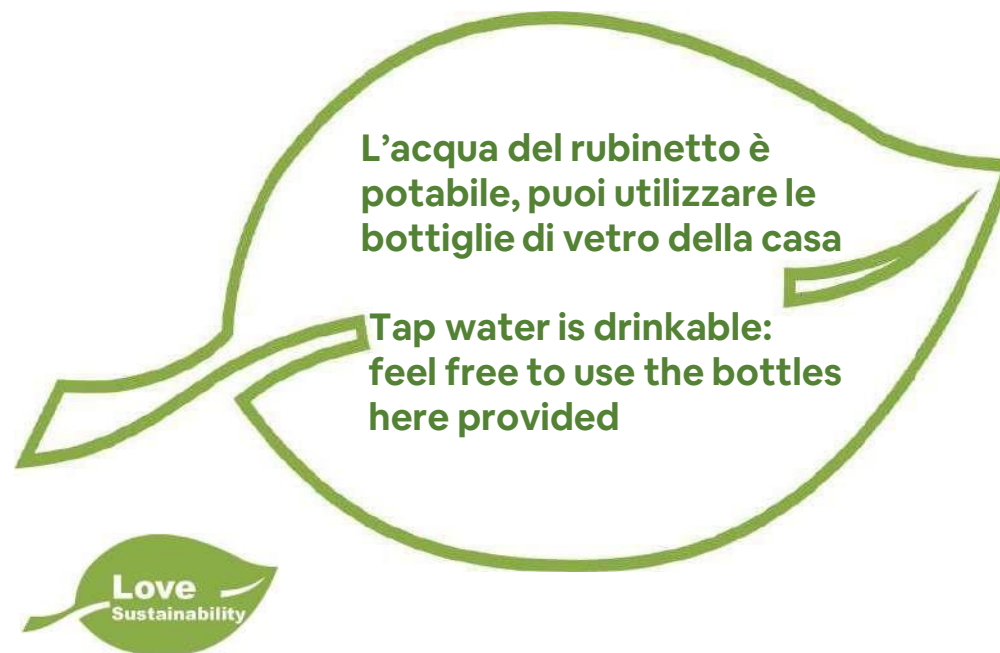 L’acqua del rubinetto è
potabile, puoi utilizzare le
bottiglie di vetro della casa
Tap water is drinkable:
feel free to use the bottles
here provided
Love
Sustainability